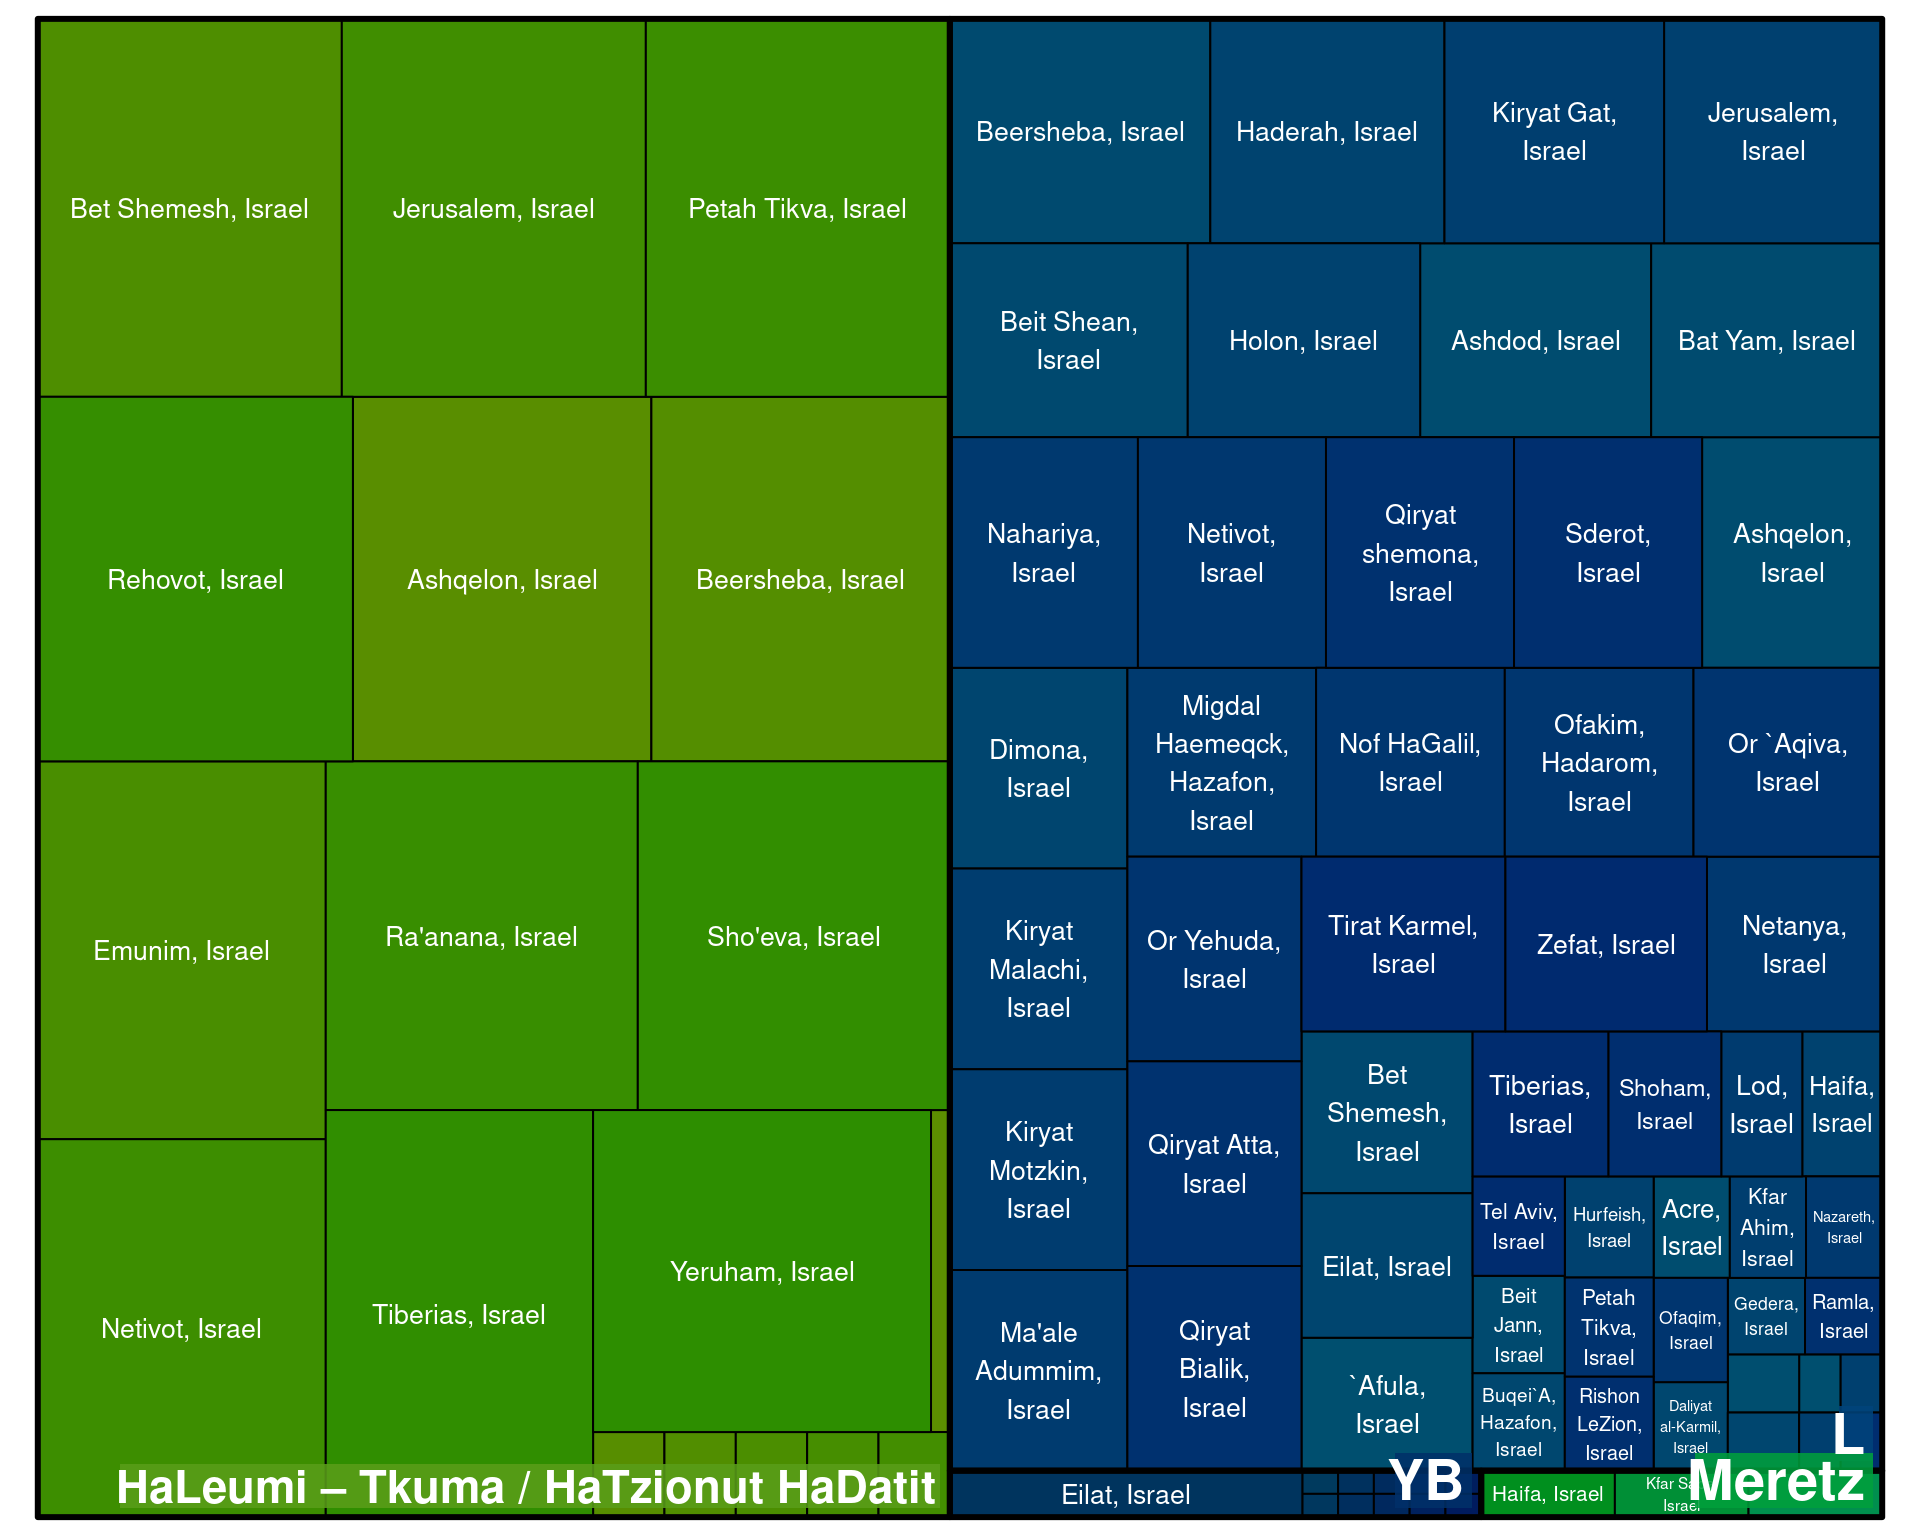 Bet Shemesh, Israel
Jerusalem, Israel
Petah Tikva, Israel
Rehovot, Israel
Ashqelon, Israel
Beersheba, Israel
Emunim, Israel
Ra'anana, Israel
Sho'eva, Israel
Netivot, Israel
Tiberias, Israel
Yeruham, Israel
HaLeumi – Tkuma / HaTzionut HaDatit
Beersheba, Israel
Haderah, Israel
Kiryat Gat,
Israel
Jerusalem,
Israel
Beit Shean,
Israel
Holon, Israel
Ashdod, Israel
Bat Yam, Israel
Nahariya,
Israel
Netivot,
Israel
Qiryat
shemona,
Israel
Sderot,
Israel
Ashqelon,
Israel
Dimona,
Israel
Migdal
Haemeqck,
Hazafon,
Israel
Nof HaGalil,
Israel
Ofakim,
Hadarom,
Israel
Or `Aqiva,
Israel
Kiryat
Malachi,
Israel
Or Yehuda,
Israel
Tirat Karmel,
Israel
Zefat, Israel
Netanya,
Israel
Kiryat
Motzkin,
Israel
Qiryat Atta,
Israel
Bet
Shemesh,
Israel
Tiberias,
Israel
Shoham,
Israel
Lod,
Israel
Haifa,
Israel
Ma'ale
Adummim,
Israel
Qiryat
Bialik,
Israel
Eilat, Israel
`Afula,
Israel
Tel Aviv,
Israel
Hurfeish,
Israel
Acre,
Israel
Kfar
Ahim,
Israel
Nazareth,
Israel
Beit
Jann,
Israel
Petah
Tikva,
Israel
Ofaqim,
Israel
Gedera,
Israel
Ramla,
Israel
Buqei`A,
Hazafon,
Israel
Rishon
LeZion,
Israel
Daliyat
al-Karmil,
Israel
L
Eilat, Israel
YB
Haifa, Israel
Kfar
Israel
Meretz